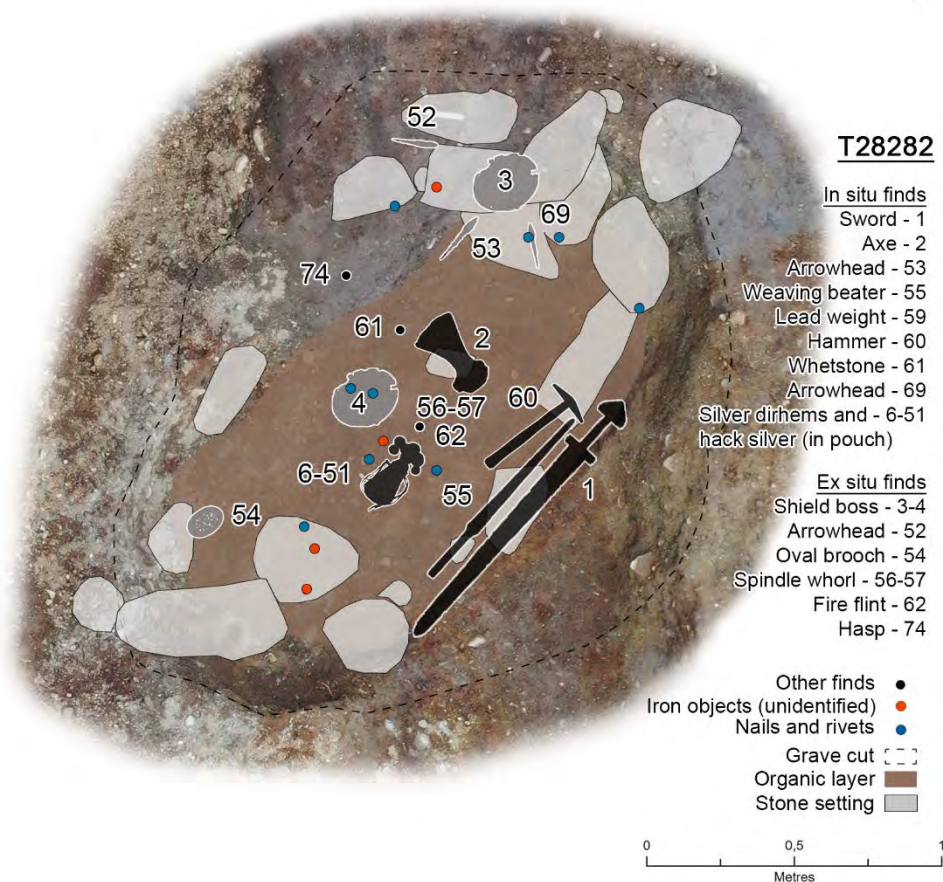 52
3
69
53
74
61
2
4
56-57
60
62
6-51
55
1
54
T28282
In situ finds
Sword - 1
Axe - 2
Arrowhead - 53
Weaving beater - 55
Lead weight - 59
Hammer - 60
Whetstone - 61
Arrowhead - 69
Silver dirhems and - 6-51
hack silver (in pouch)
Ex situ finds
Shield boss - 3-4
Arrowhead - 52
Oval brooch - 54
Spindle whorl - 56-57
Fire flint - 62
Hasp - 74
Other finds
Iron objects (unidentified)
Nails and rivets
Grave cut
Organic layer
Stone setting
0 0,5 1
Metres